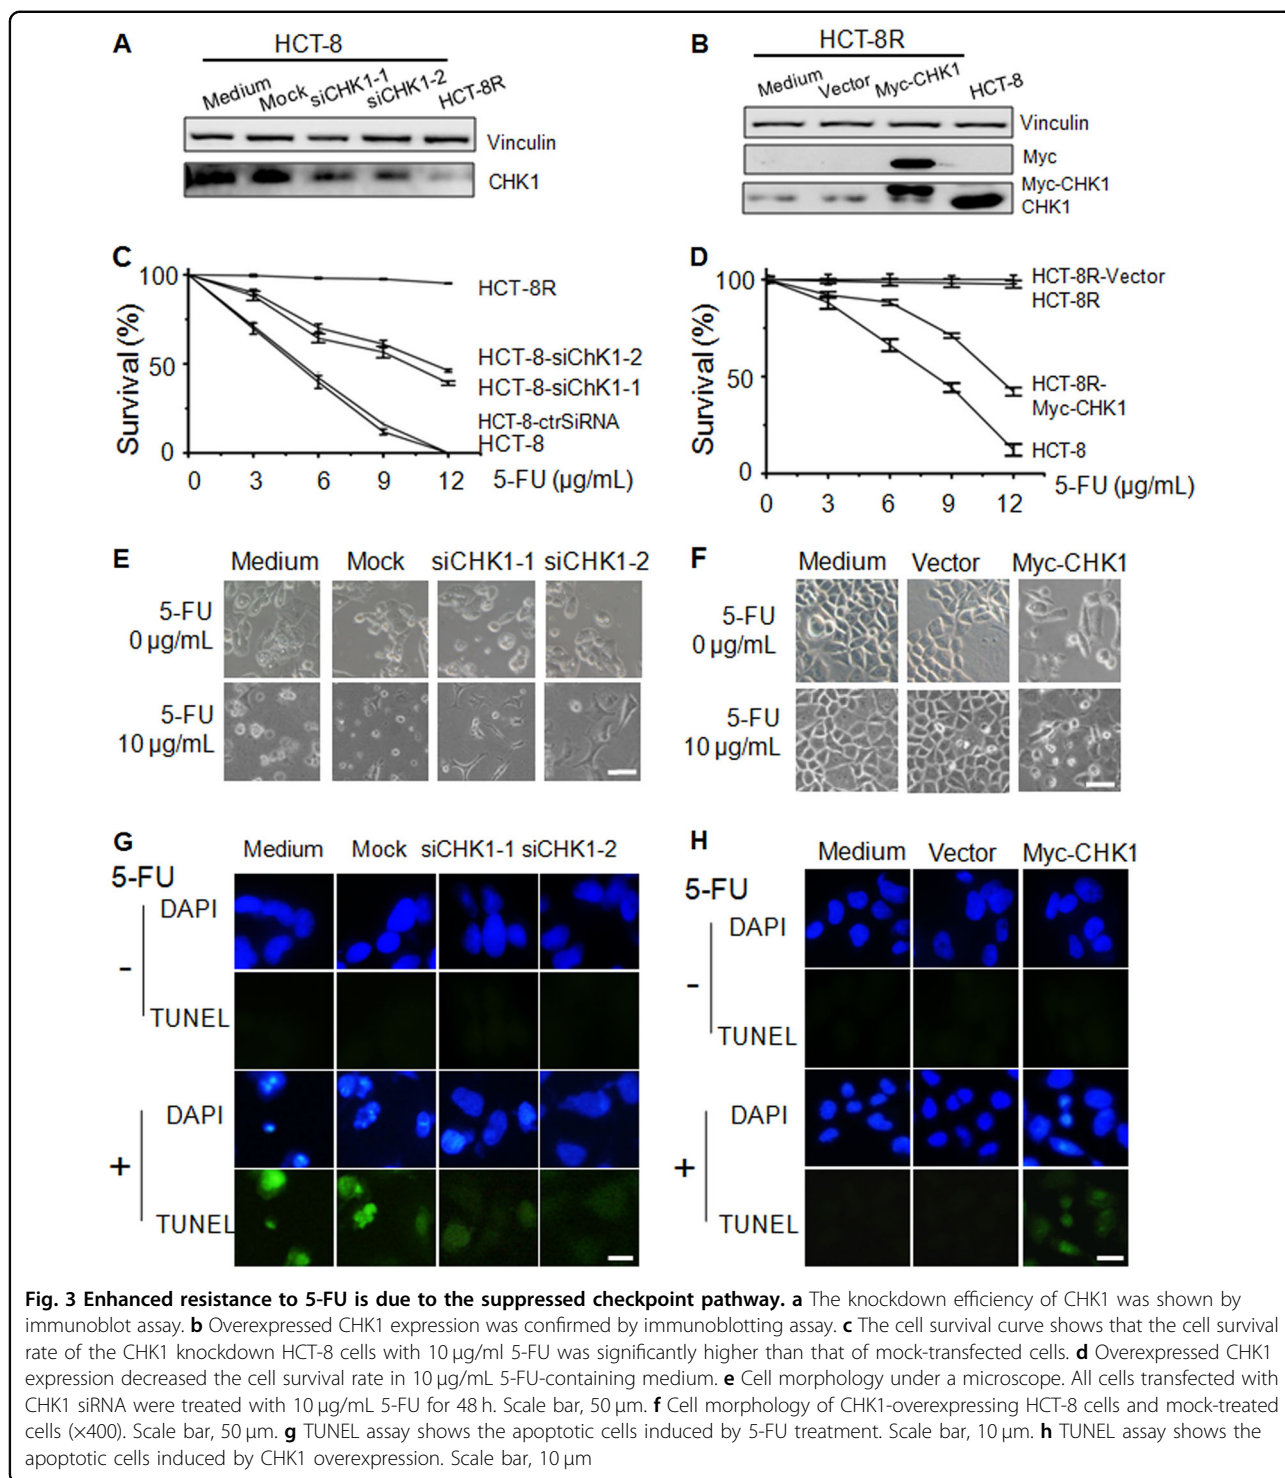 A
HCT-8
Medium
Mock
siCHK1-1
siCHK1-2
HCT-8R
Vinculin
CHK1
B
HCT-8R
Medium
Vector
Myc-CHK1
HCT-8
Vinculin
Myc
Myc-CHK1
CHK1
C
Survival (%)
100
50
0
0 3 6 9 12
5-FU (µg/mL)
HCT-8R
HCT-8-siChK1-2
HCT-8-siChK1-1
HCT-8-ctrSiRNA
HCT-8
D
Survival (%)
100
50
0
0 3 6 9 12
5-FU (µg/mL)
HCT-8R-Vector
HCT-8R
HCT-8R-
Myc-CHK1
HCT-8
E
Medium Mock siCHK1-1 siCHK1-2
5-FU
0 µg/mL
5-FU
10 µg/mL
F
Medium Vector Myc-CHK1
5-FU
0 µg/mL
5-FU
10 µg/mL
G
Medium Mock siCHK1-1 siCHK1-2
5-FU
DAPI
-
TUNEL
DAPI
+
TUNEL
H
Medium Vector Myc-CHK1
5-FU
DAPI
-
TUNEL
DAPI
+
TUNEL
Fig. 3 Enhanced resistance to 5-FU is due to the suppressed checkpoint pathway. a The knockdown efficiency of CHK1 was shown by
immunoblot assay. b Overexpressed CHK1 expression was confirmed by immunoblotting assay. c The cell survival curve shows that the cell survival
rate of the CHK1 knockdown HCT-8 cells with 10 µg/ml 5-FU was significantly higher than that of mock-transfected cells. d Overexpressed CHK1
expression decreased the cell survival rate in 10 µg/mL 5-FU-containing medium. e Cell morphology under a microscope. All cells transfected with
CHK1 siRNA were treated with 10 µg/mL 5-FU for 48 h. Scale bar, 50 µm. f Cell morphology of CHK1-overexpressing HCT-8 cells and mock-treated
cells (×400). Scale bar, 50 µm. g TUNEL assay shows the apoptotic cells induced by 5-FU treatment. Scale bar, 10 µm. h TUNEL assay shows the
apoptotic cells induced by CHK1 overexpression. Scale bar, 10 µm